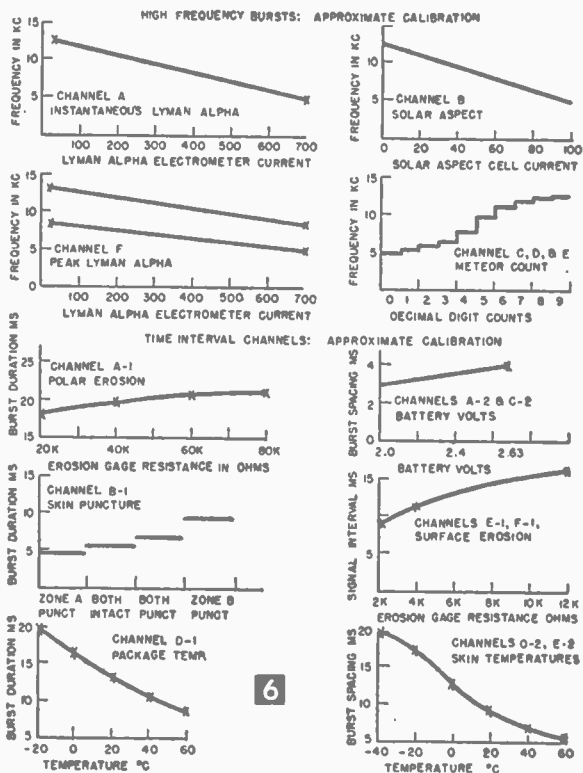 HIGH FREQUENCY BURSTS: APPROXIMATE CALIBRATION
FREQUENCY IN KC
15
10
5
0
CHANNEL A
INSTANTANEOUS LYMAN ALPHA
100 200 300 400 500 600 700
LYMAN ALPHA ELECTROMETER CURRENT
FREQUENCY IN KC
15
10
5
CHANNEL B
SOLAR ASPECT
0 20 40 60 80 100
SOLAR ASPECT CELL CURRENT
FREQUENCY IN KC
15
10
5
0
CHANNEL F
PEAK LYMAN ALPHA
100 200 300 400 500 600 700
LYMAN ALPHA ELECTROMETER CURRENT
FREQUENCY IN KC
15
10
5
CHANNEL C, D, & E
METEOR COUNT
0 1 2 3 4 5 6 7 8 9
DECIMAL DIGIT COUNTS
TIME INTERVAL CHANNELS: APPROXIMATE CALIBRATION
BURST DURATION MS
25
20
15
CHANNEL A-1
POLAR EROSION
20K 40K 60K 80K
EROSION GAGE RESISTANCE IN OHMS
BURST SPACING MS
4
2
0
CHANNELS A-2 & C-2
BATTERY VOLTS
2.0 2.4 2.63
BATTERY VOLTS
BURST DURATION MS
15
10
5
CHANNEL B-1
SKIN PUNCTURE
ZONE A BOTH BOTH ZONE B
PUNCT INTACT PUNCT PUNCT
SIGNAL INTERVAL MS
15
10
5
CHANNELS E-1, F-1,
SURFACE EROSION
2K 4K 6K 8K 10K 12K
EROSION GAGE RESISTANCE OHMS
BURST DURATION MS
20
15
10
5
CHANNEL D-1
PACKAGE TEMP.
-20 0 20 40 60
TEMPERATURE °C
6
BURST SPACING MS
20
15
10
5
CHANNELS D-2, E-2
SKIN TEMPERATURES
-40 -20 0 20 40 60
TEMPERATURE °C